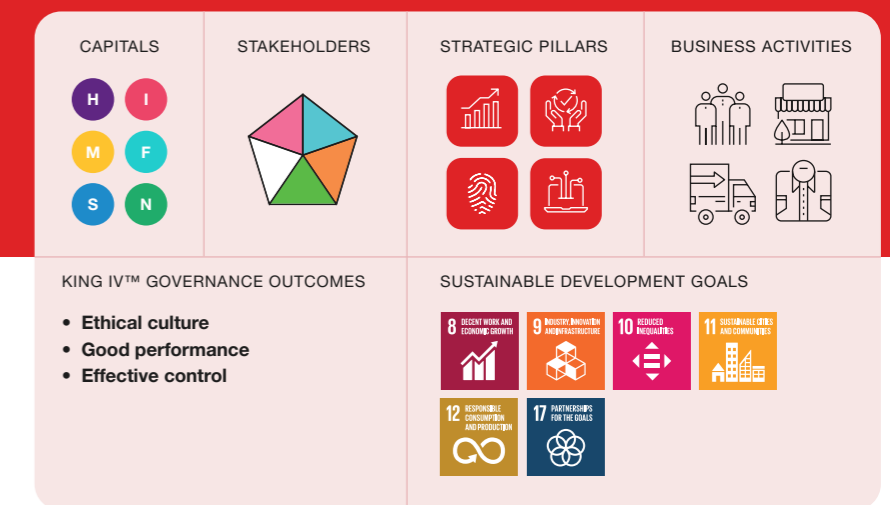 CAPITALS
H I
M F
S N
STAKEHOLDERS
STRATEGIC PILLARS
BUSINESS ACTIVITIES
KING IV™ GOVERNANCE OUTCOMES
• Ethical culture
• Good performance
• Effective control
SUSTAINABLE DEVELOPMENT GOALS
8 DECENT WORK AND
ECONOMIC GROWTH
9 INDUSTRY, INNOVATION
AND INFRASTRUCTURE
10 REDUCED
INEQUALITIES
11 SUSTAINABLE CITIES
AND COMMUNITIES
12 RESPONSIBLE
CONSUMPTION
AND PRODUCTION
17 PARTNERSHIPS
FOR THE GOALS